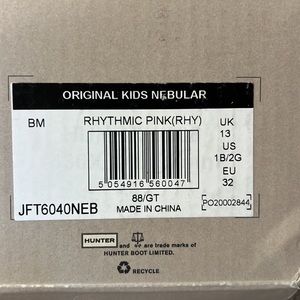 ORIGINAL KIDS NEBULAR
BM RHYTHMIC PINK(RHY) UK
13
US
1B/2G
EU
32
5 054916 560047
JFT6040NEB 88/GT PO20002844
MADE IN CHINA
HUNTER and are trade marks of
HUNTER BOOT LIMITED.
RECYCLE